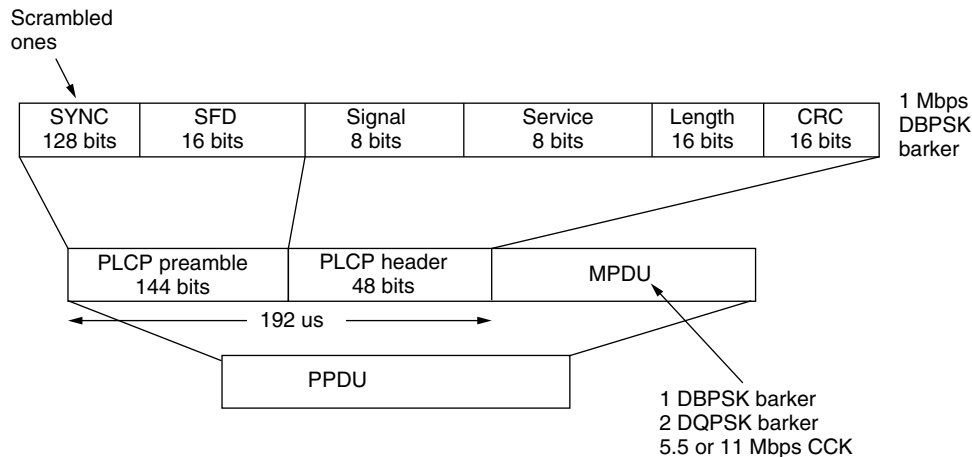 Scrambled
ones
SYNC
128 bits
SFD
16 bits
Signal
8 bits
Service
8 bits
Length
16 bits
CRC
16 bits
1 Mbps
DBPSK
barker
PLCP preamble
144 bits
PLCP header
48 bits
MPDU
192 us
PPDU
1 DBPSK barker
2 DQPSK barker
5.5 or 11 Mbps CCK